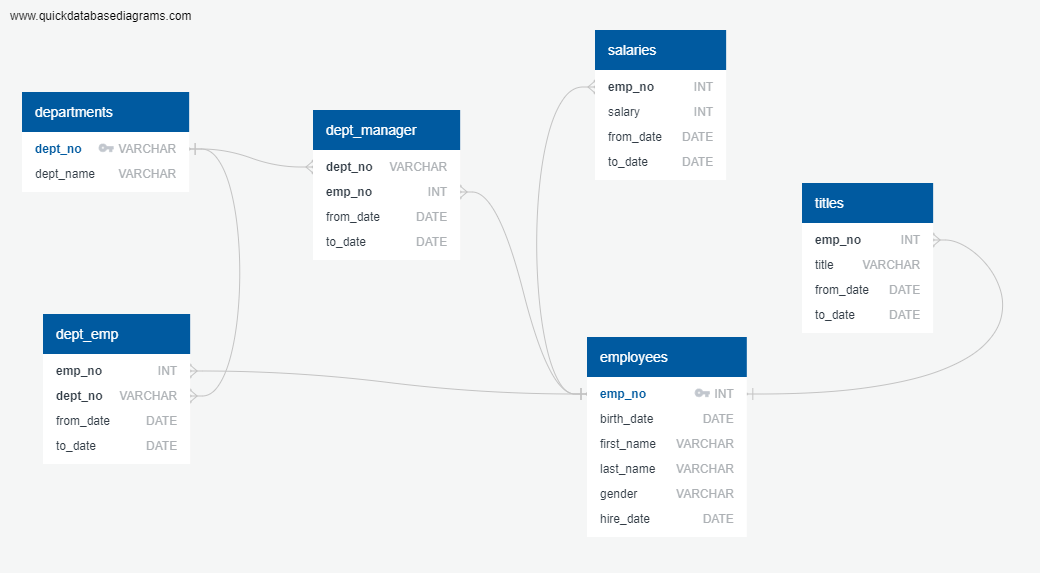 www.quickdatabasediagrams.com
departments
dept_no VARCHAR
dept_name VARCHAR
dept_manager
dept_no VARCHAR
emp_no INT
from_date DATE
to_date DATE
salaries
emp_no INT
salary INT
from_date DATE
to_date DATE
titles
emp_no INT
title VARCHAR
from_date DATE
to_date DATE
dept_emp
emp_no INT
dept_no VARCHAR
from_date DATE
to_date DATE
employees
emp_no INT
birth_date DATE
first_name VARCHAR
last_name VARCHAR
gender VARCHAR
hire_date DATE